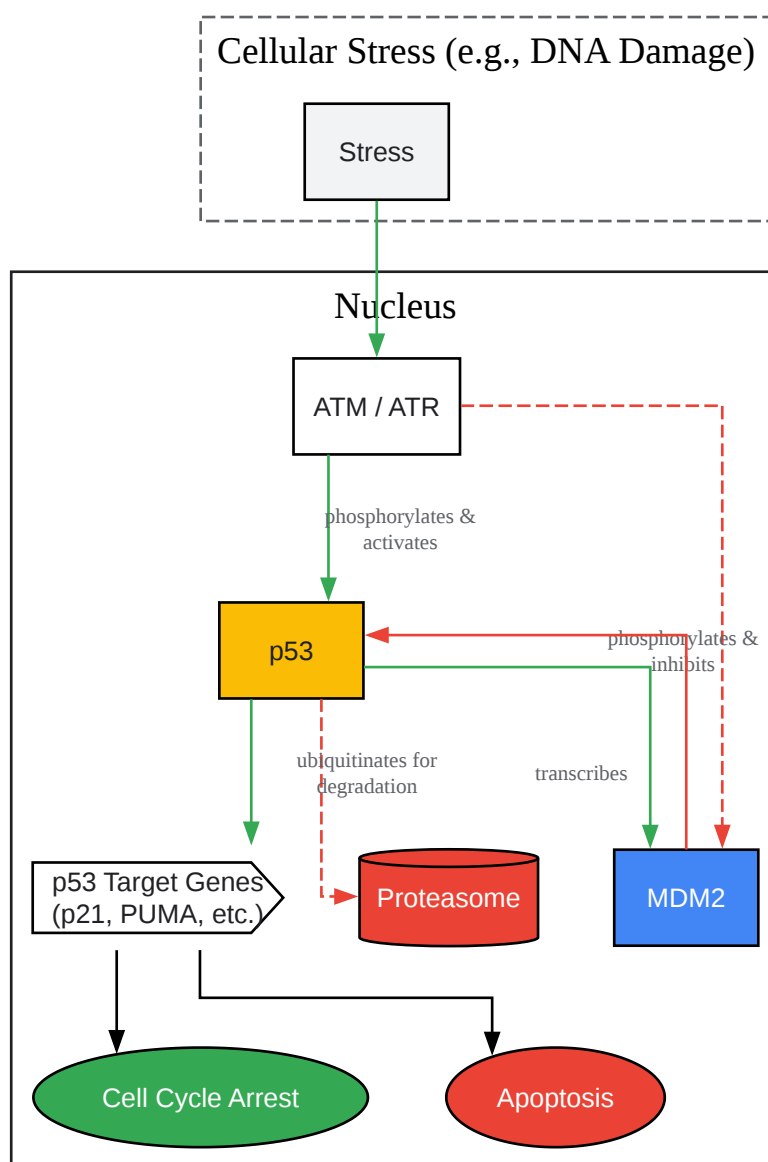 Cellular Stress (e.g., DNA Damage)
Stress
Nucleus
ATM / ATR
phosphorylates &
activates
p53
phosphorylates &
inhibits
ubiquitinates for
degradation
transcribes
p53 Target Genes
(p21, PUMA, etc.)
Proteasome
MDM2
Cell Cycle Arrest
Apoptosis